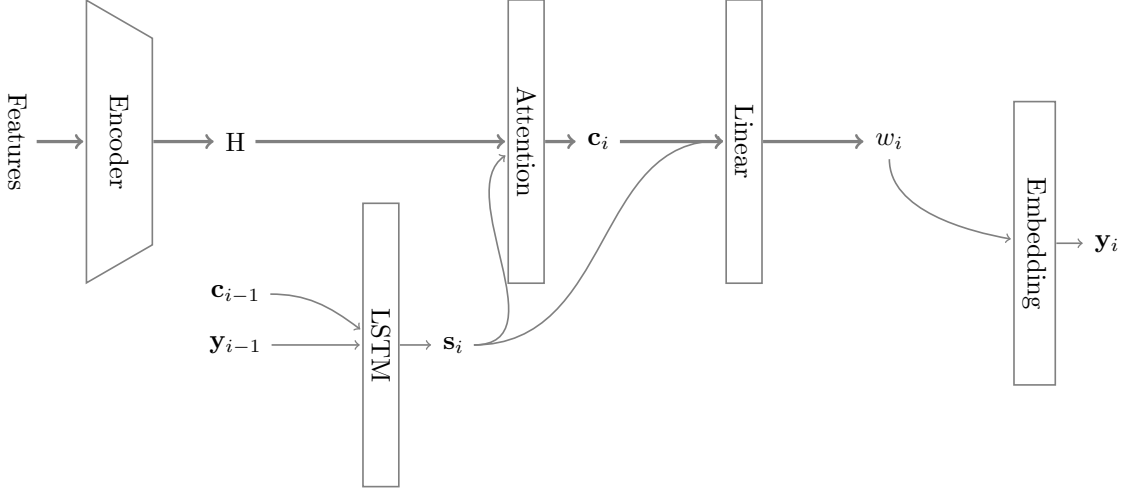 Features
Encoder
H
Attention
c_i
Linear
w_i
Embedding
y_i
c_{i−1}
y_{i−1}
LSTM
s_i